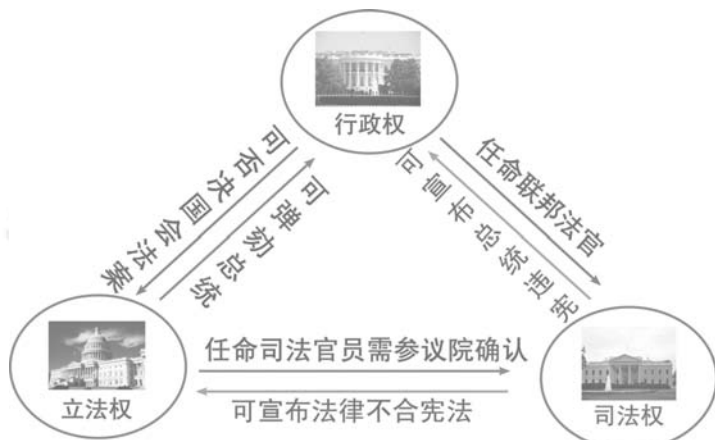 行政权
可否决国会法案
可弹劾总统
任命联邦法官
可宣布总统违宪
立法权
任命司法官员需参议院确认
可宣布法律不合宪法
司法权